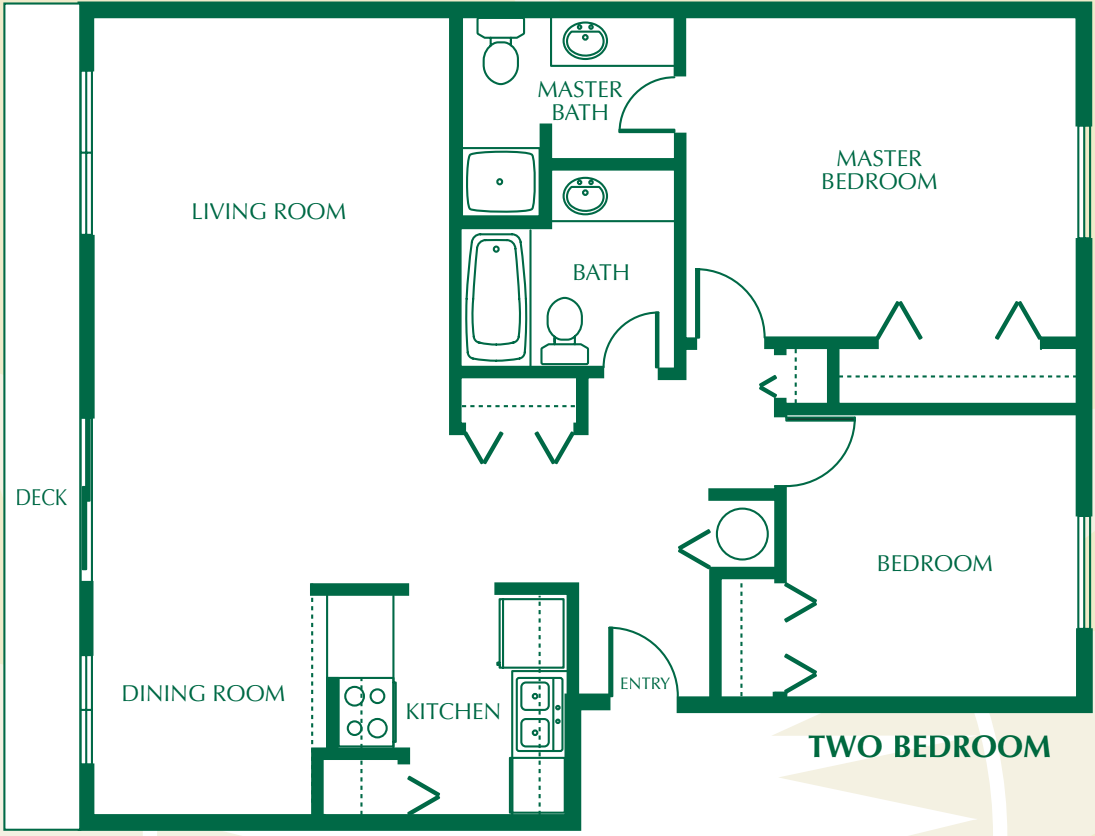 MASTER
BATH
MASTER
BEDROOM
LIVING ROOM
BATH
DECK
BEDROOM
DINING ROOM
KITCHEN
ENTRY
TWO BEDROOM